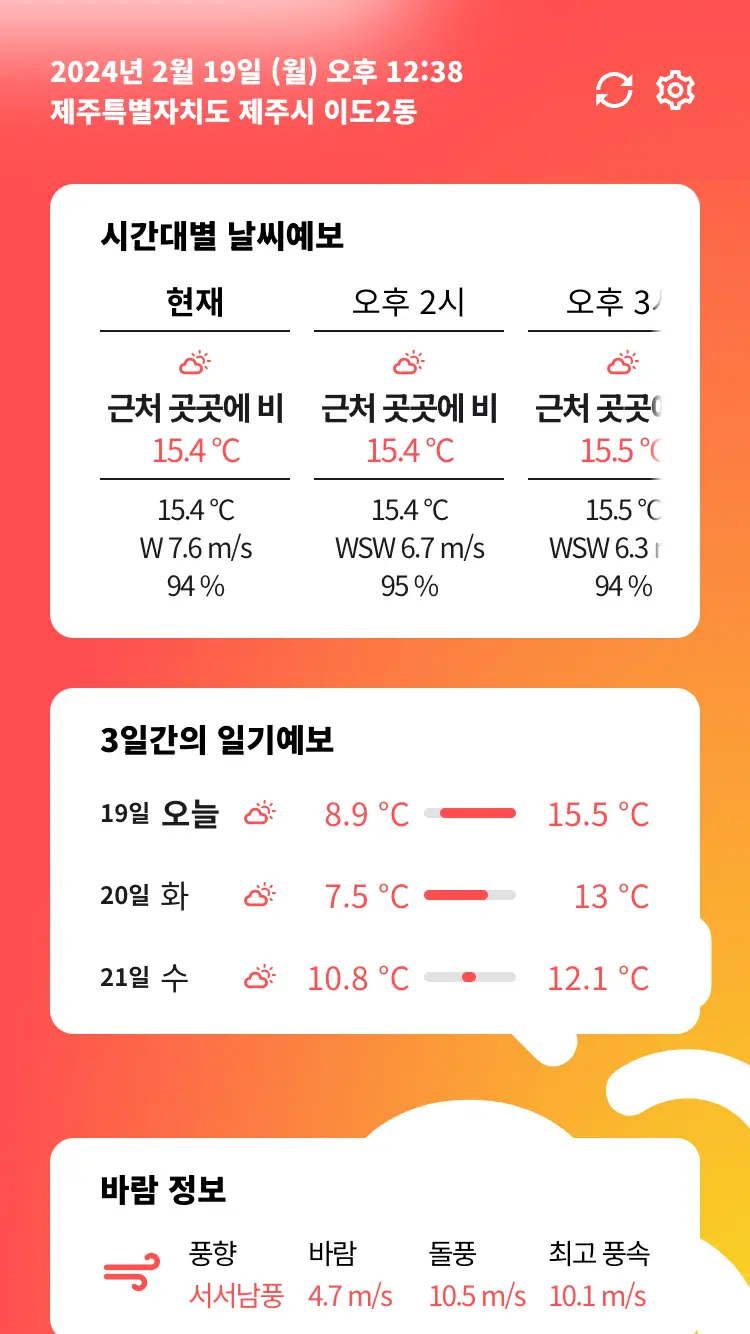 2024년 2월 19일 (월) 오후 12:38
제주특별자치도 제주시 이도2동
시간대별 날씨예보
현재 오후 2시 오후 3
근처 곳곳에 비 근처 곳곳에 비 근처 곳곳
15.4 °C 15.4 °C 15.5 °C
15.4 °C 15.4 °C 15.5 °C
W 7.6 m/s WSW 6.7 m/s WSW 6.3
94 % 95 % 94 %
3일간의 일기예보
19일 오늘 8.9 °C 15.5 °C
20일 화 7.5 °C 13 °C
21일 수 10.8 °C 12.1 °C
바람 정보
풍향 바람 돌풍 최고 풍속
서서남풍 4.7 m/s 10.5 m/s 10.1 m/s